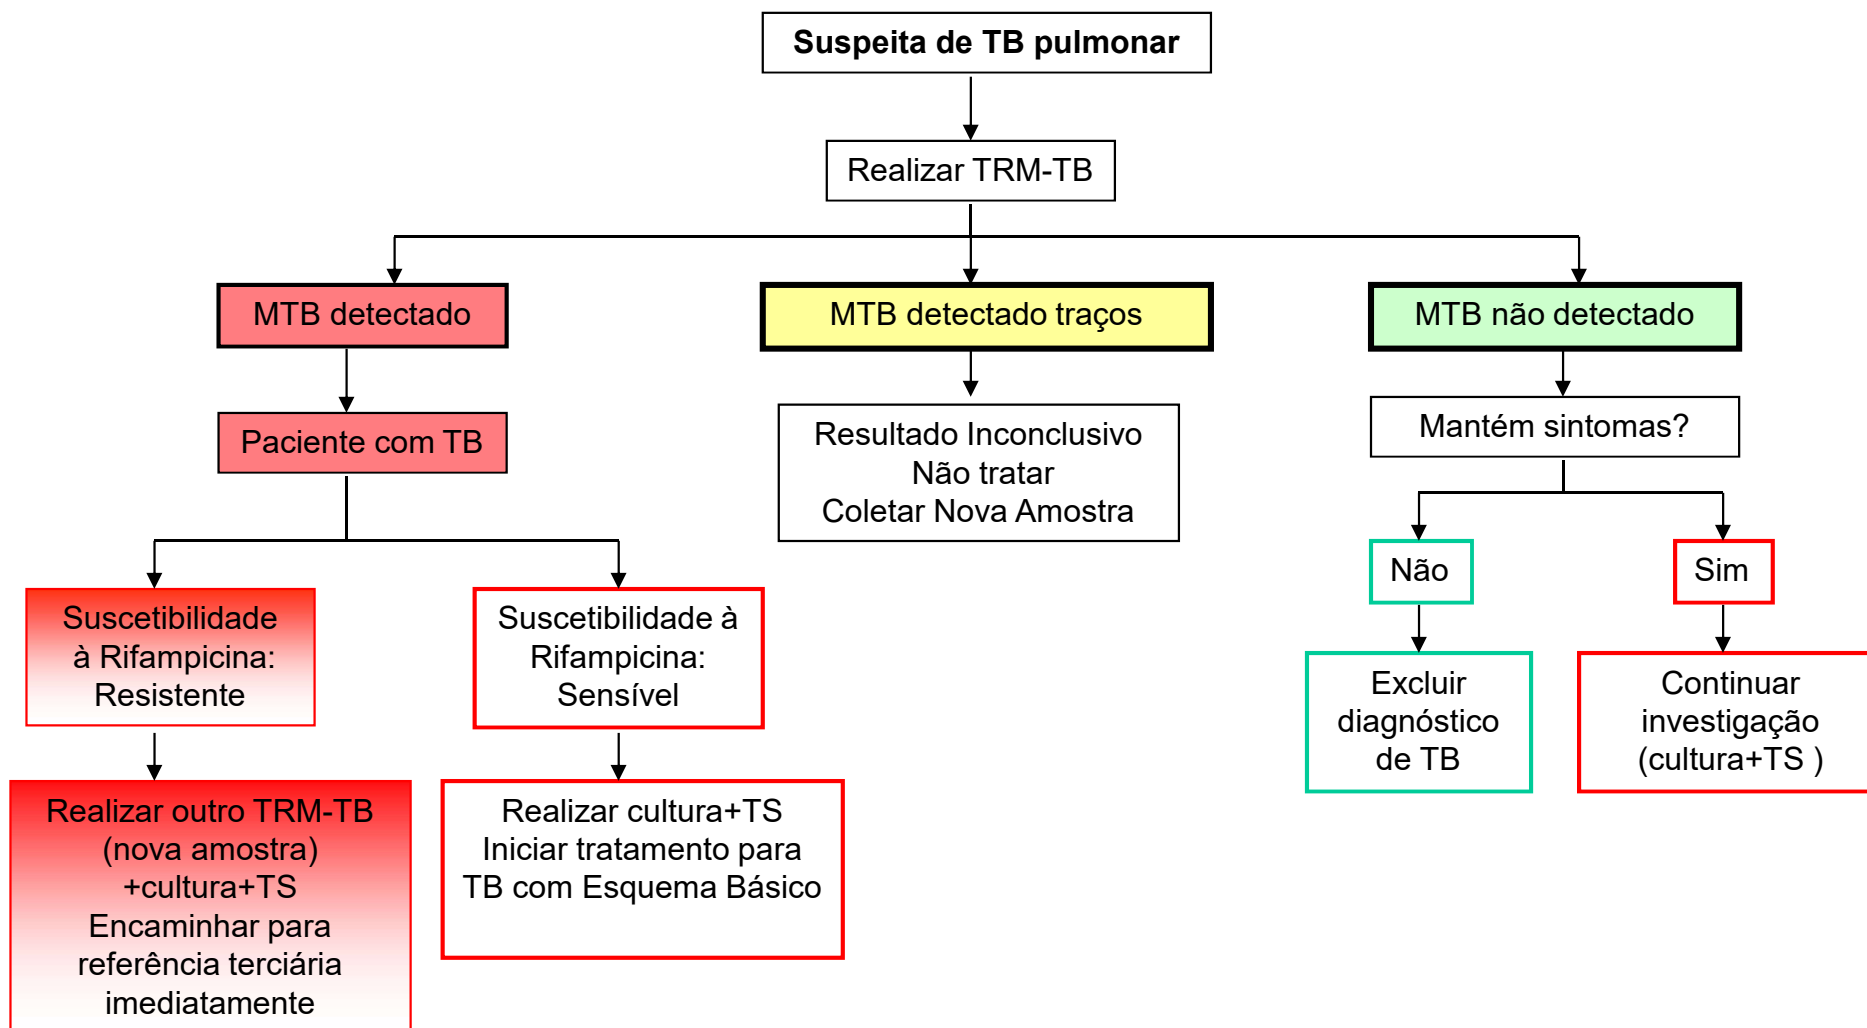 Suspeita de TB pulmonar
Realizar TRM-TB
MTB detectado
MTB detectado traços
MTB não detectado
Paciente com TB
Resultado Inconclusivo
Não tratar
Coletar Nova Amostra
Mantém sintomas?
Não
Sim
Suscetibilidade
à Rifampicina:
Resistente
Suscetibilidade à
Rifampicina:
Sensível
Excluir
diagnóstico
de TB
Continuar
investigação
(cultura+TS )
Realizar outro TRM-TB
(nova amostra)
+cultura+TS
Encaminhar para
referência terciária
imediatamente
Realizar cultura+TS
Iniciar tratamento para
TB com Esquema Básico